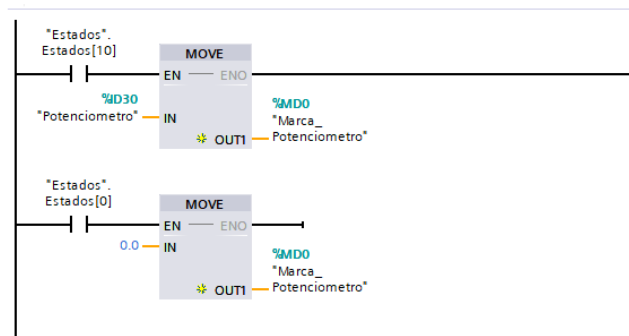 "Estados".
Estados[10]
MOVE
EN ENO
%ID30
"Potenciometro" IN
%MD0
"Marca_
OUT1 Potenciometro"
"Estados".
Estados[0]
MOVE
EN ENO
0.0 IN
%MD0
"Marca_
OUT1 Potenciometro"